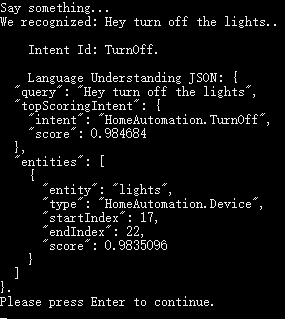 Say something...
We recognized: Hey turn off the lights..
Intent Id: TurnOff.
Language Understanding JSON: {
"query": "Hey turn off the lights",
"topScoringIntent": {
"intent": "HomeAutomation.TurnOff",
"score": 0.984684
},
"entities": [
{
"entity": "lights",
"type": "HomeAutomation.Device",
"startIndex": 17,
"endIndex": 22,
"score": 0.9835096
}
]
}.
Please press Enter to continue.